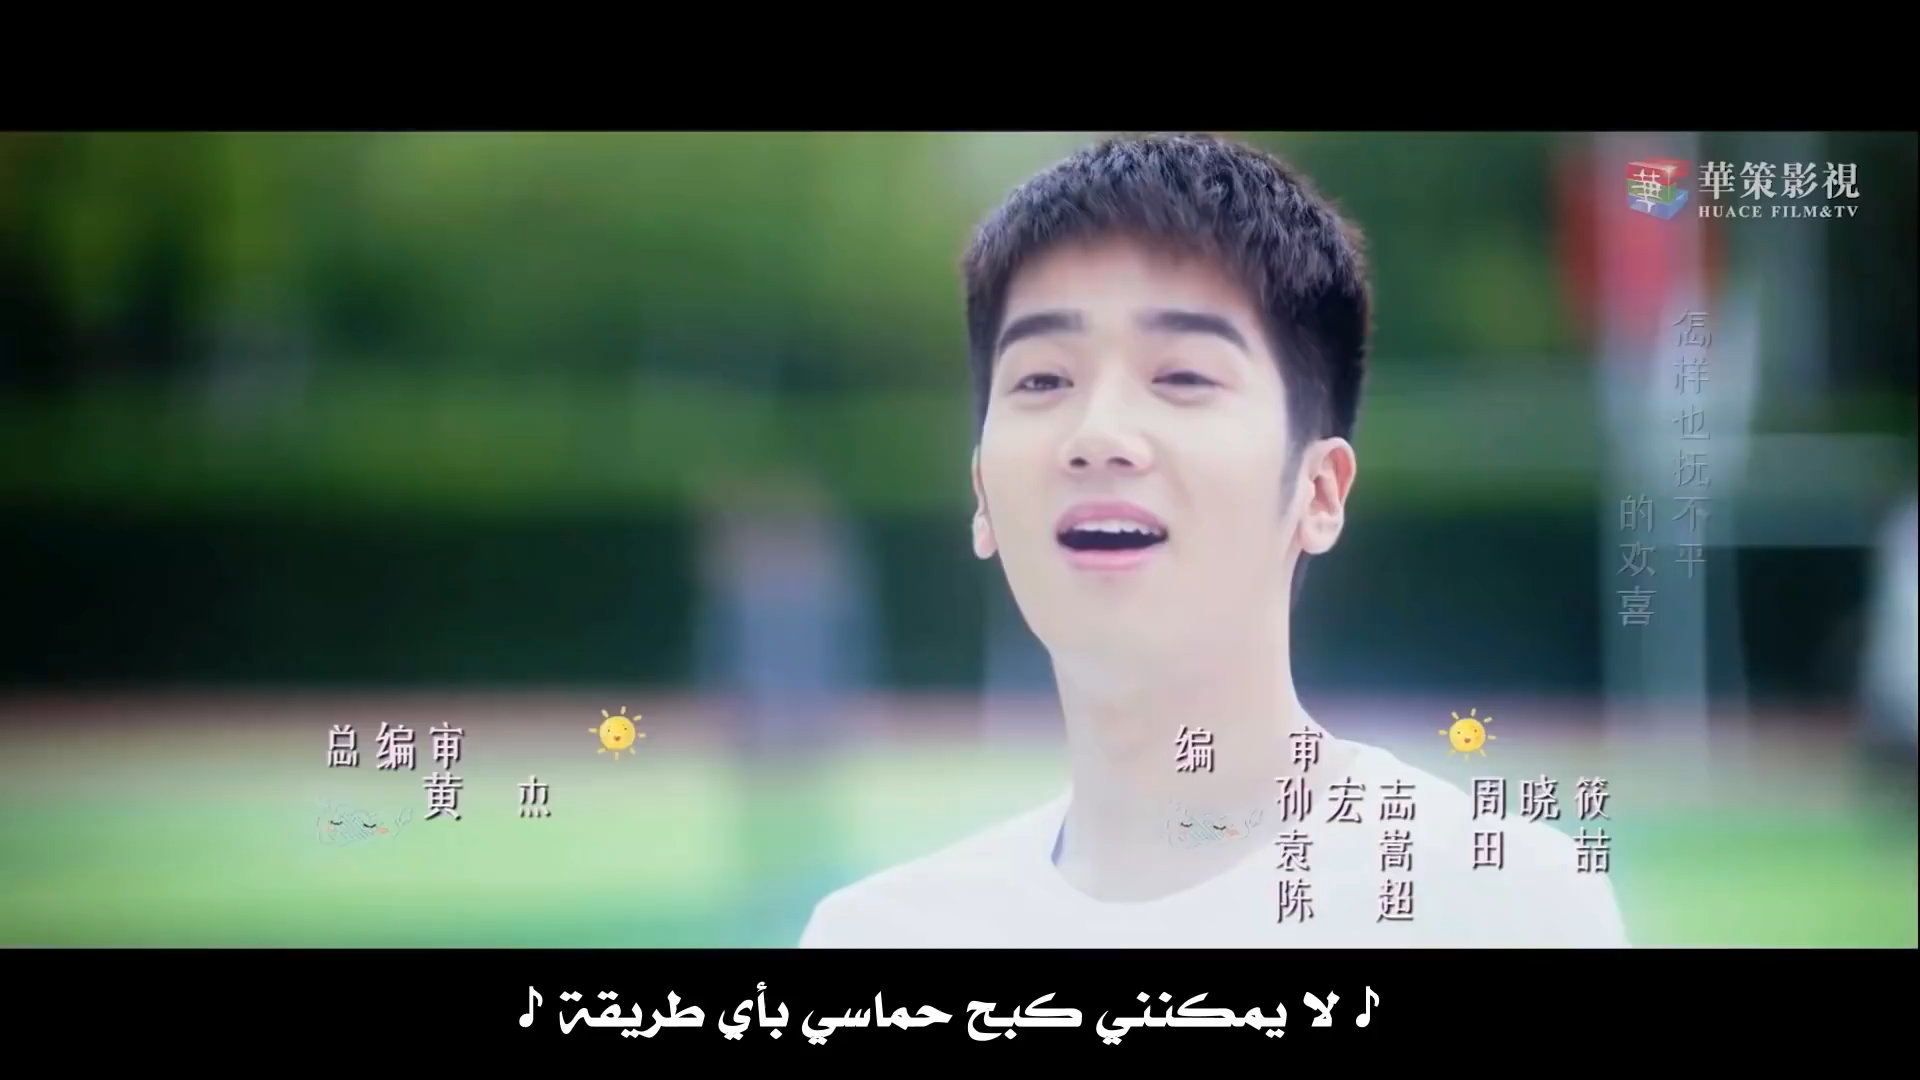 華策影視
HUACE FILM&TV
怎样也抚不平
的欢喜
总编审
黄 杰
编 审
孙宏志 周晓筱
袁 嵩 田 喆
陈 超
♪ لا يمكنني كبح حماسي بأي طريقة ♪